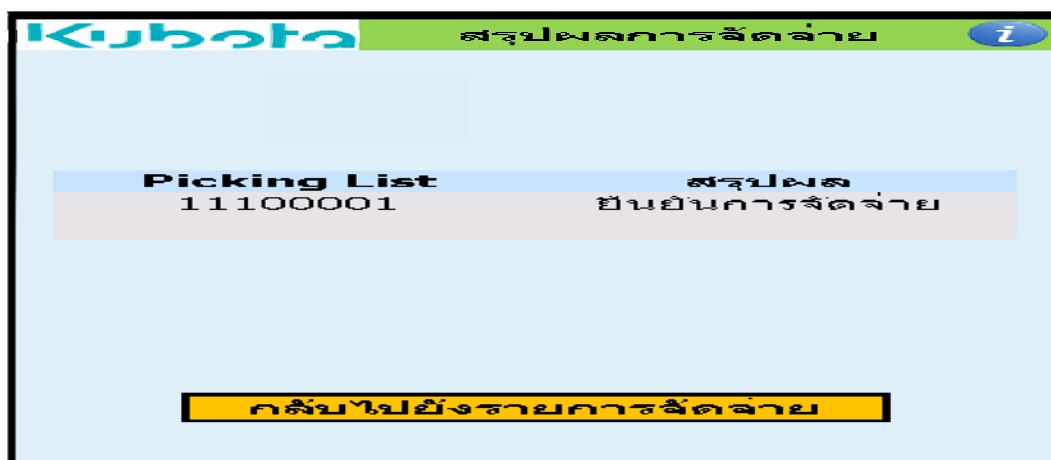 Kubota สรุปผลการจัดจ่าย i
Picking List สรุปผล
11100001 ยืนยันการจัดจ่าย
กลับไปยังรายการจัดจ่าย